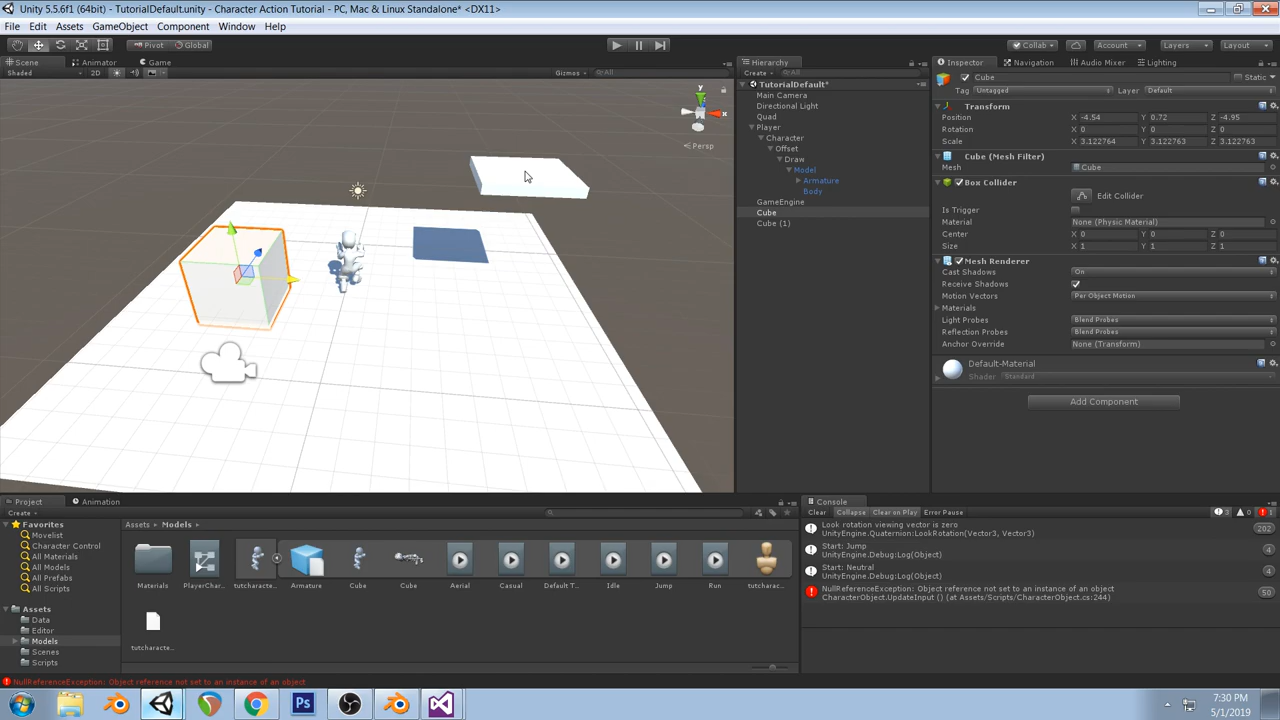 Unity 5.5.6f1 (64bit) - TutorialDefault.unity - Character Action Tutorial - PC, Mac & Linux Standalone* <DX11>
File Edit Assets GameObject Component Window Help
Pivot Global Collab Account Layers Layout
Scene Animator Game
Shaded 2D Gizmos All
Hierarchy
Create All
TutorialDefault*
Main Camera
Directional Light
Quad
Player
Character
Offset
Draw
Model
Armature
Body
GameEngine
Cube
Cube (1)
Inspector Navigation Audio Mixer Lighting
Cube Static
Tag Untagged Layer Default
Transform
Position X -4.54 Y 0.72 Z -4.95
Rotation X 0 Y 0 Z 0
Scale X 3.122764 Y 3.122763 Z 3.122763
Cube (Mesh Filter)
Mesh Cube
Box Collider
Edit Collider
Is Trigger
Material None (Physic Material)
Center X 0 Y 0 Z 0
Size X 1 Y 1 Z 1
Mesh Renderer
Cast Shadows On
Receive Shadows
Motion Vectors Per Object Motion
Materials
Light Probes Blend Probes
Reflection Probes Blend Probes
Anchor Override None (Transform)
Default-Material
Shader Standard
Add Component
y
x
Persp
Project Animation
Create
Favorites
Movelist
Character Control
All Materials
All Models
All Prefabs
All Scripts
Assets
Data
Editor
Models
Scenes
Scripts
Assets Models
Materials PlayerChar... tutcharacte... Armature Cube Cube Aerial Casual Default T... Idle Jump Run tutcharac...
tutcharacte...
Console
Clear Collapse Clear on Play Error Pause 3 0 1
Look rotation viewing vector is zero
UnityEngine.Quaternion:LookRotation(Vector3, Vector3)
202
Start: Jump
UnityEngine.Debug:Log(Object)
4
Start: Neutral
UnityEngine.Debug:Log(Object)
4
NullReferenceException: Object reference not set to an instance of an object
CharacterObject.UpdateInput () (at Assets/Scripts/CharacterObject.cs:244)
50
NullReferenceException: Object reference not set to an instance of an object
Ps
7:30 PM
5/1/2019